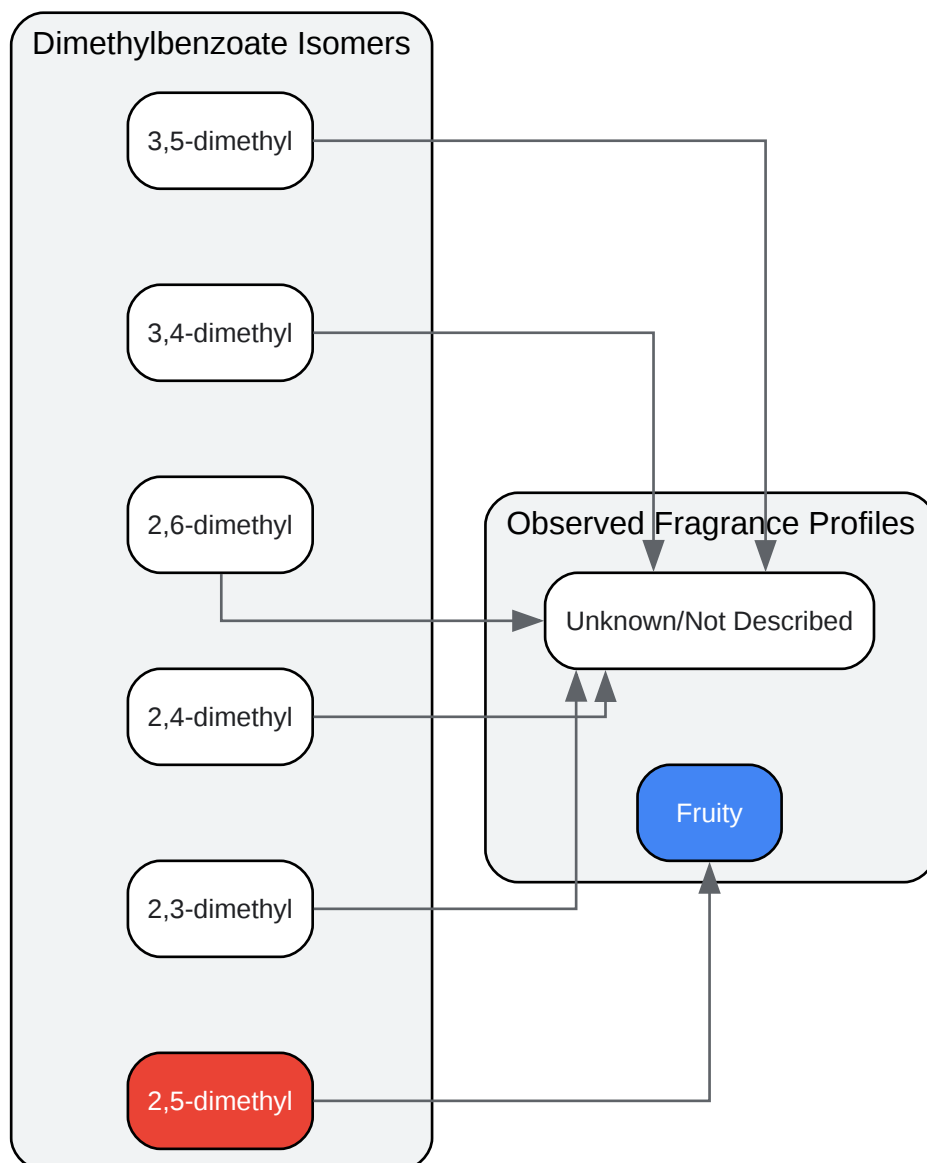 Dimethylbenzoate Isomers
3,5-dimethyl
3,4-dimethyl
2,6-dimethyl
2,4-dimethyl
2,3-dimethyl
2,5-dimethyl
Observed Fragrance Profiles
Unknown/Not Described
Fruity